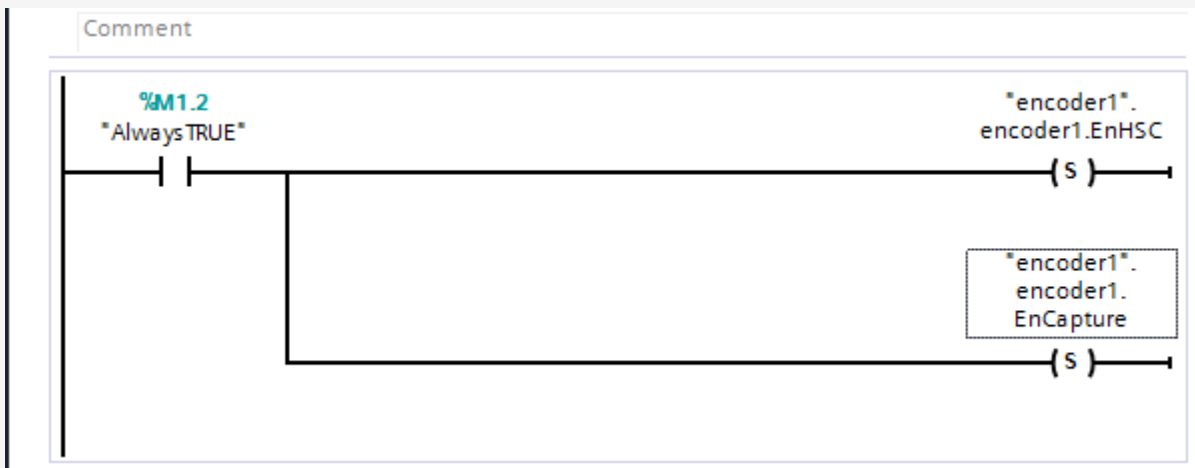 Comment
%M1.2
"AlwaysTRUE"
"encoder1".
encoder1.EnHSC
S
"encoder1".
encoder1.
EnCapture
S